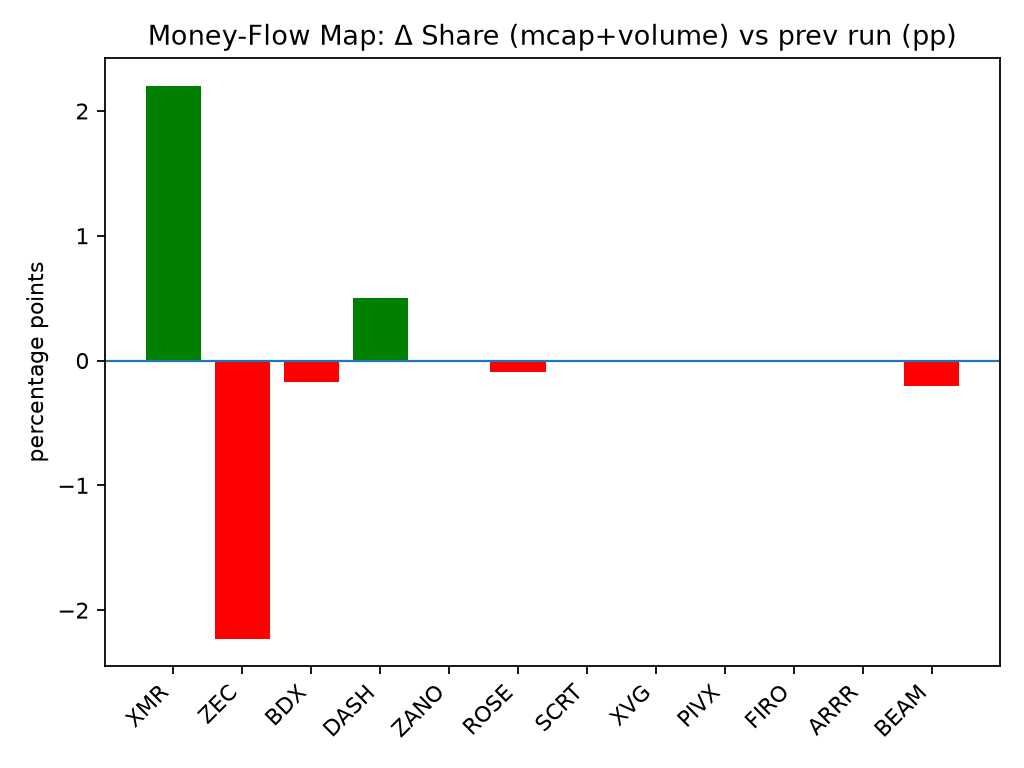 Money-Flow Map: Δ Share (mcap+volume) vs prev run (pp)
percentage points
2
1
0
−1
−2
XMR
ZEC
BDX
DASH
ZANO
ROSE
SCRT
XVG
PIVX
FIRO
ARRR
BEAM